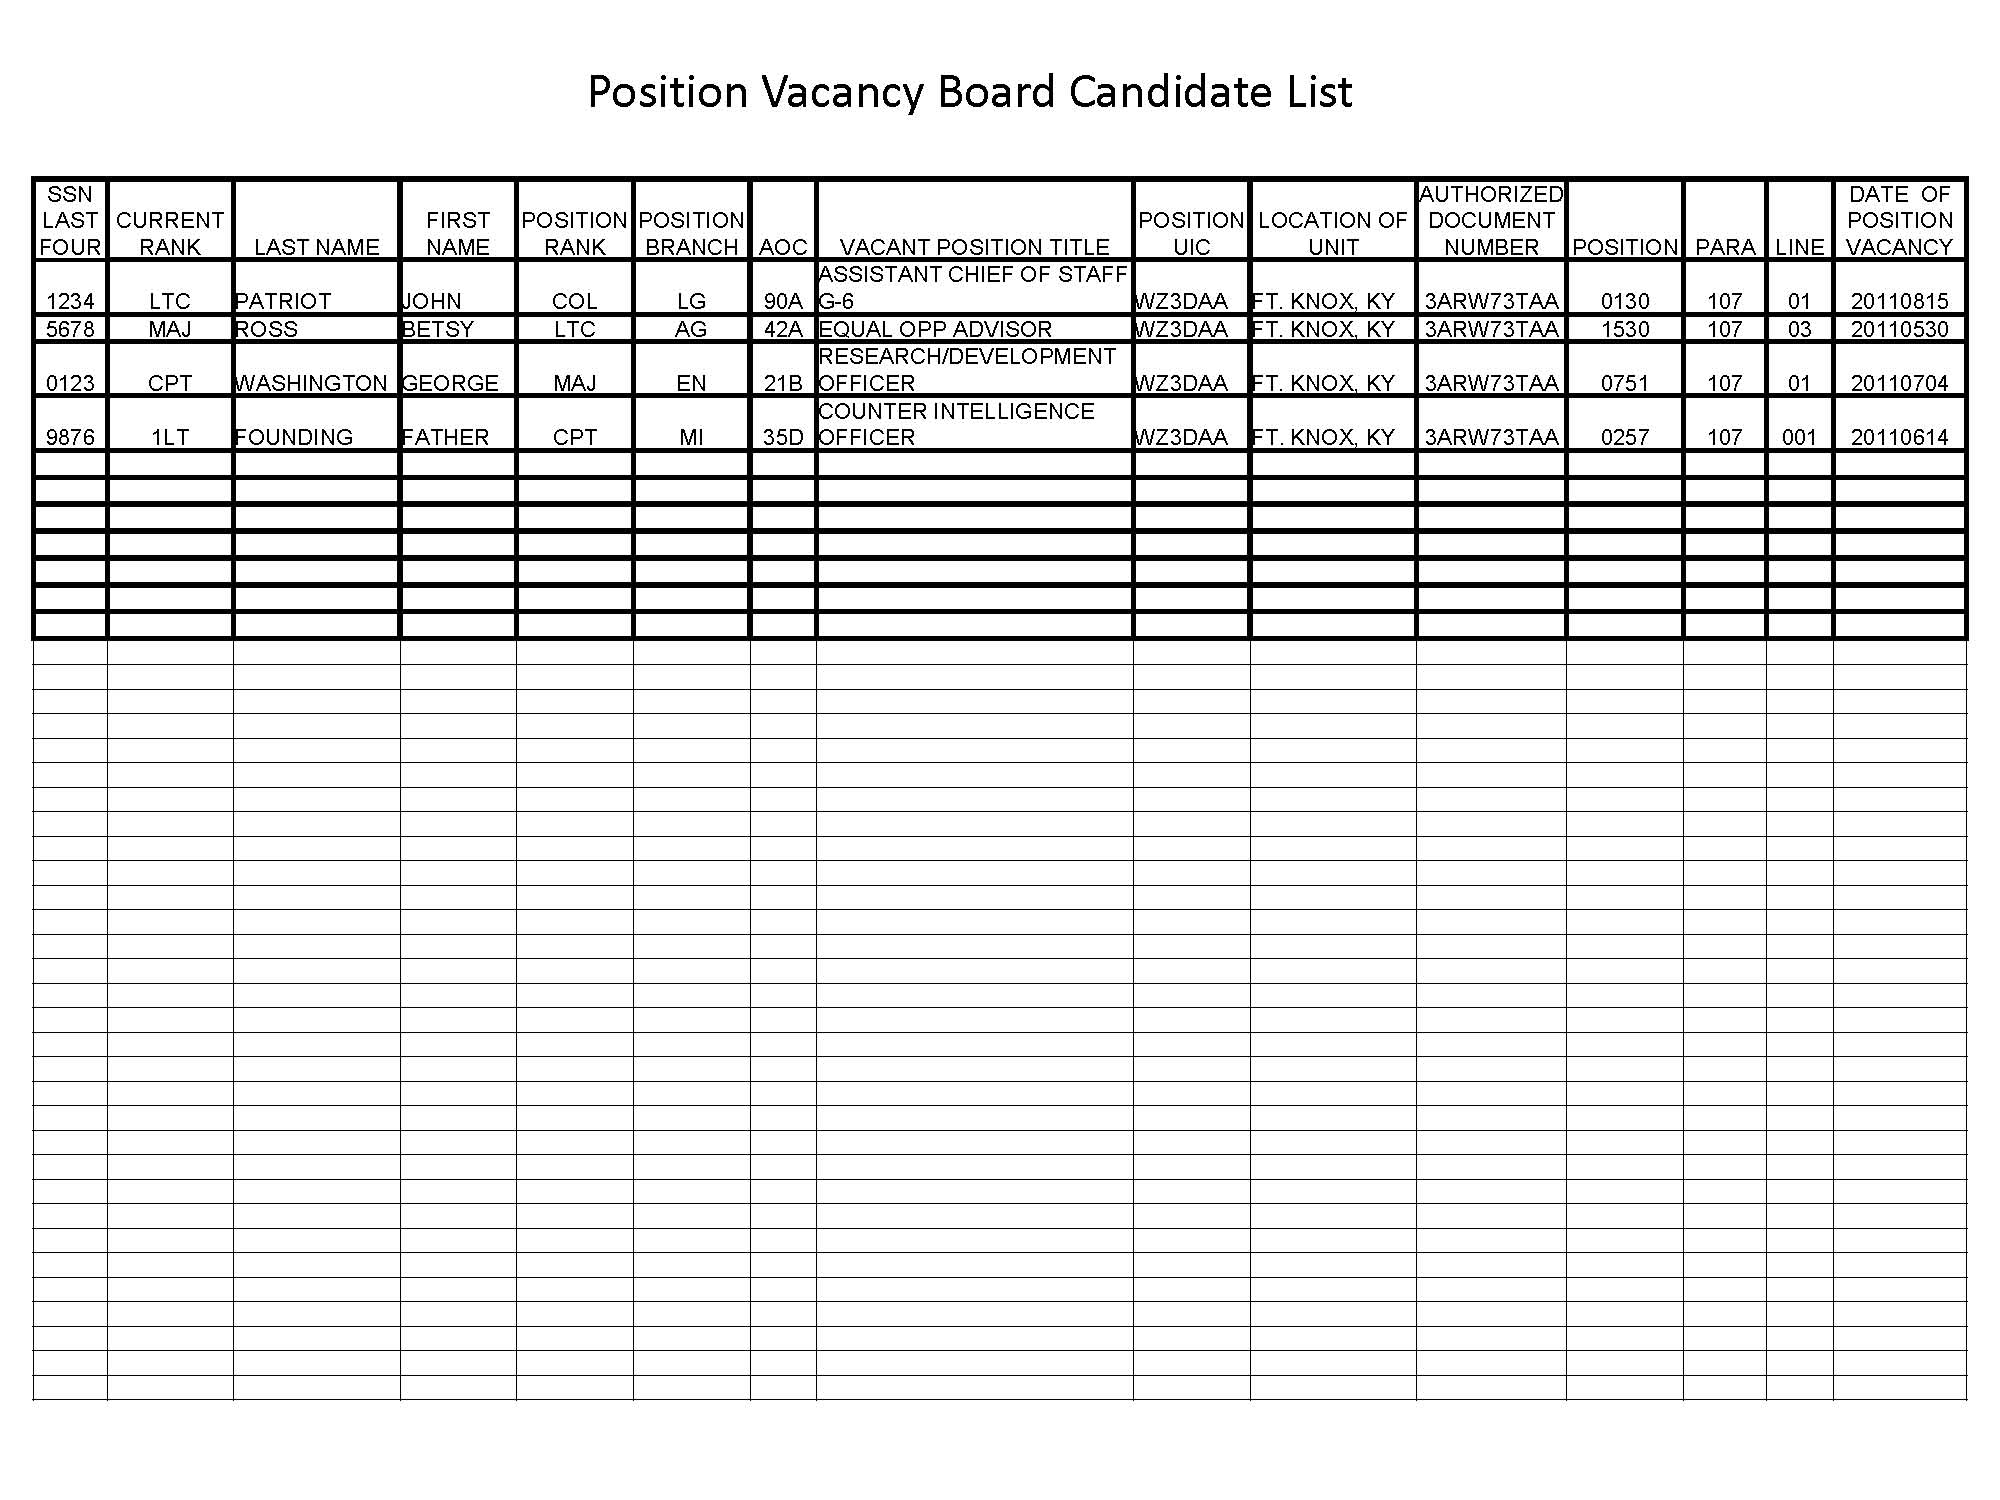 Position Vacancy Board Candidate List
SSN LAST FOUR CURRENT RANK LAST NAME FIRST NAME POSITION RANK POSITION BRANCH AOC VACANT POSITION TITLE POSITION UIC LOCATION OF UNIT AUTHORIZED DOCUMENT NUMBER POSITION PARA LINE DATE OF POSITION VACANCY
1234 LTC PATRIOT JOHN COL LG 90A ASSISTANT CHIEF OF STAFF G-6 WZ3DAA FT. KNOX, KY 3ARW73TAA 0130 107 01 20110815
5678 MAJ ROSS BETSY LTC AG 42A EQUAL OPP ADVISOR WZ3DAA FT. KNOX, KY 3ARW73TAA 1530 107 03 20110530
0123 CPT WASHINGTON GEORGE MAJ EN 21B RESEARCH/DEVELOPMENT OFFICER WZ3DAA FT. KNOX, KY 3ARW73TAA 0751 107 01 20110704
9876 1LT FOUNDING FATHER CPT MI 35D COUNTER INTELLIGENCE OFFICER WZ3DAA FT. KNOX, KY 3ARW73TAA 0257 107 001 20110614